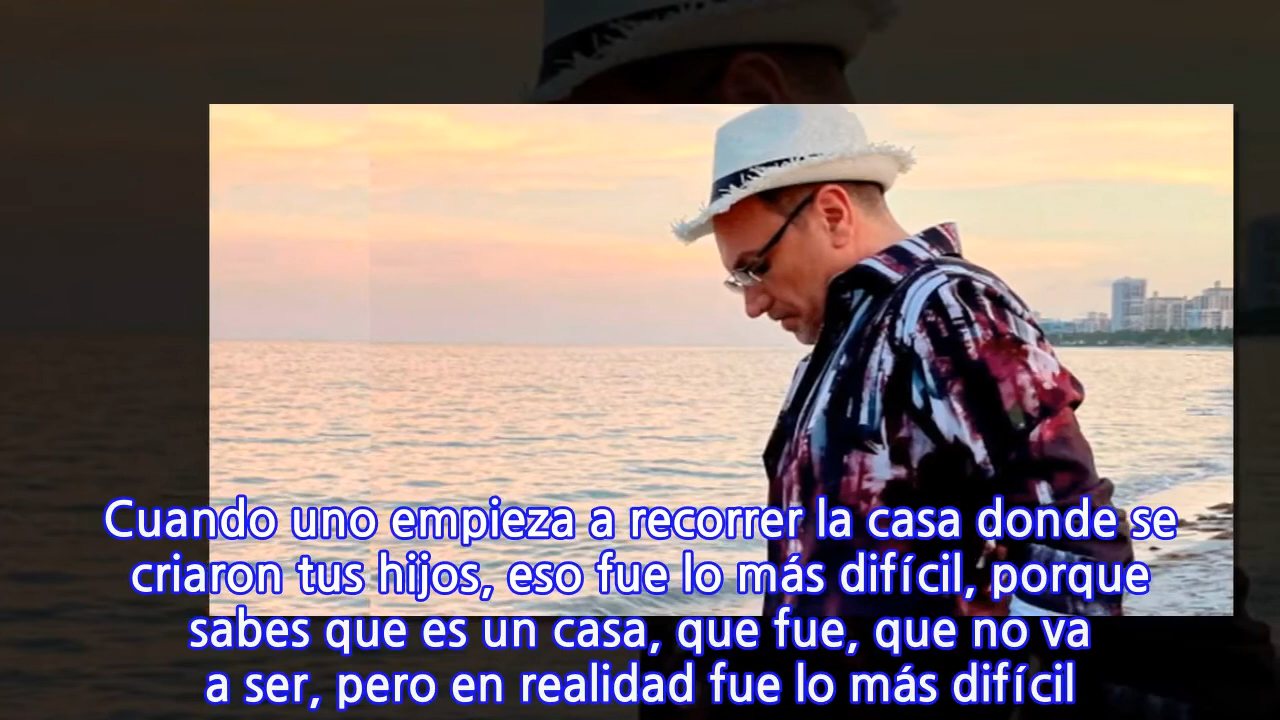 Cuando uno empieza a recorrer la casa donde se
criaron tus hijos, eso fue lo más difícil, porque
sabes que es un casa, que fue, que no va
a ser, pero en realidad fue lo más difícil